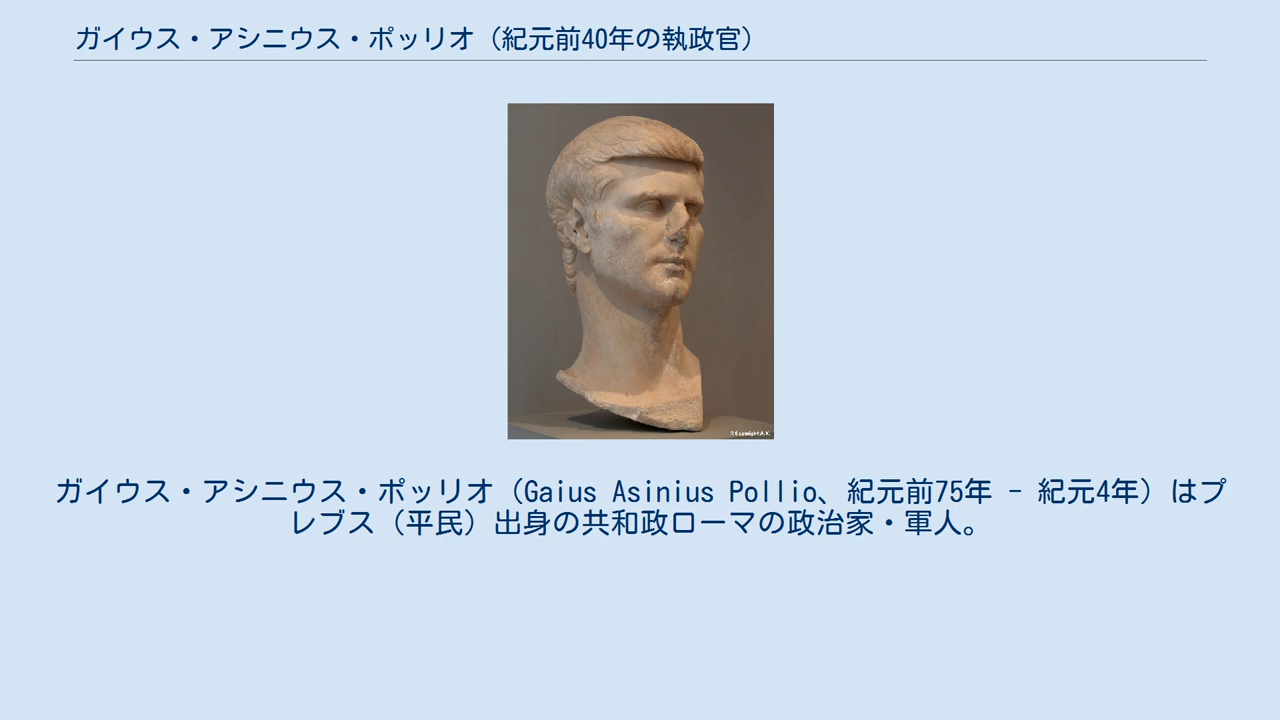 ガイウス・アシニウス・ポッリオ（紀元前40年の執政官）
©Copyright A.V.
ガイウス・アシニウス・ポッリオ（Gaius Asinius Pollio、紀元前75年 - 紀元4年）はプ
レブス（平民）出身の共和政ローマの政治家・軍人。